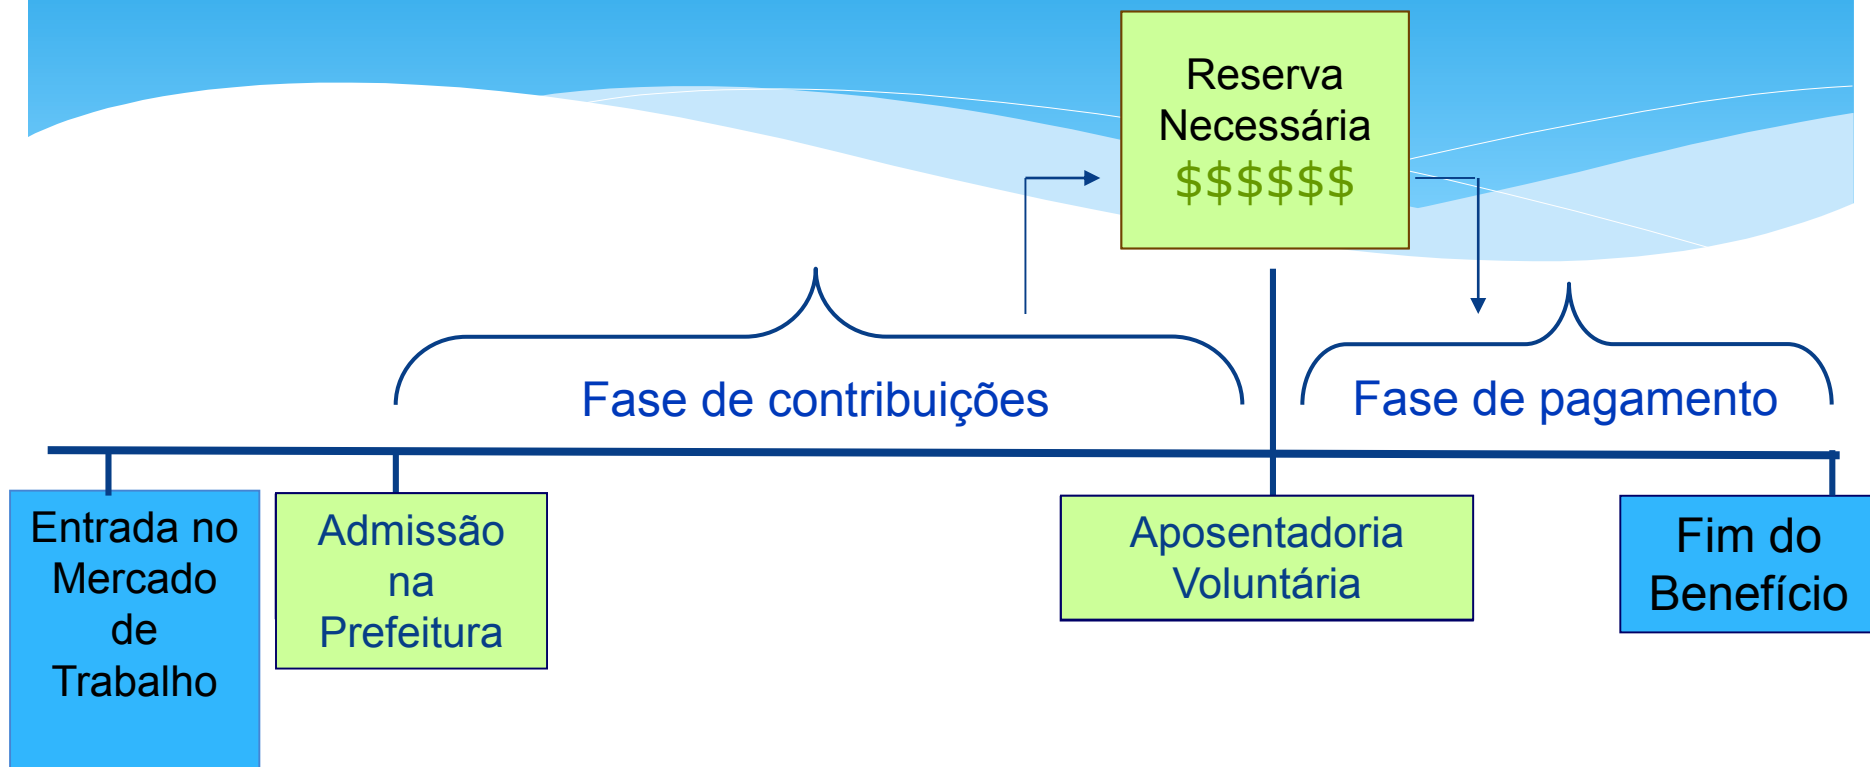 Reserva
Necessária
$$$$$$
Fase de contribuições
Fase de pagamento
Entrada no
Mercado
de
Trabalho
Admissão
na
Prefeitura
Aposentadoria
Voluntária
Fim do
Benefício